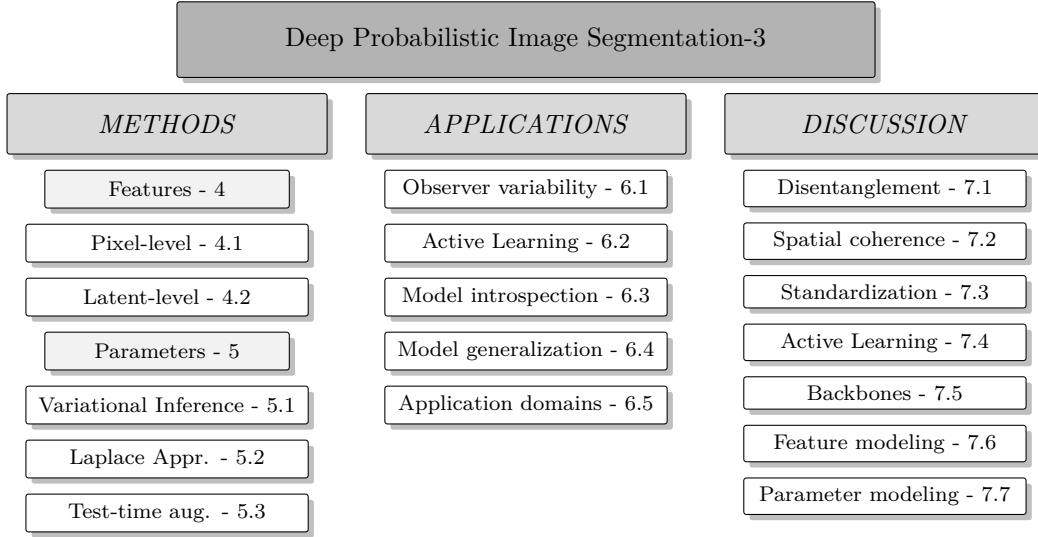 Deep Probabilistic Image Segmentation-3
METHODS
Features - 4
Pixel-level - 4.1
Latent-level - 4.2
Parameters - 5
Variational Inference - 5.1
Laplace Appr. - 5.2
Test-time aug. - 5.3
APPLICATIONS
Observer variability - 6.1
Active Learning - 6.2
Model introspection - 6.3
Model generalization - 6.4
Application domains - 6.5
DISCUSSION
Disentanglement - 7.1
Spatial coherence - 7.2
Standardization - 7.3
Active Learning - 7.4
Backbones - 7.5
Feature modeling - 7.6
Parameter modeling - 7.7